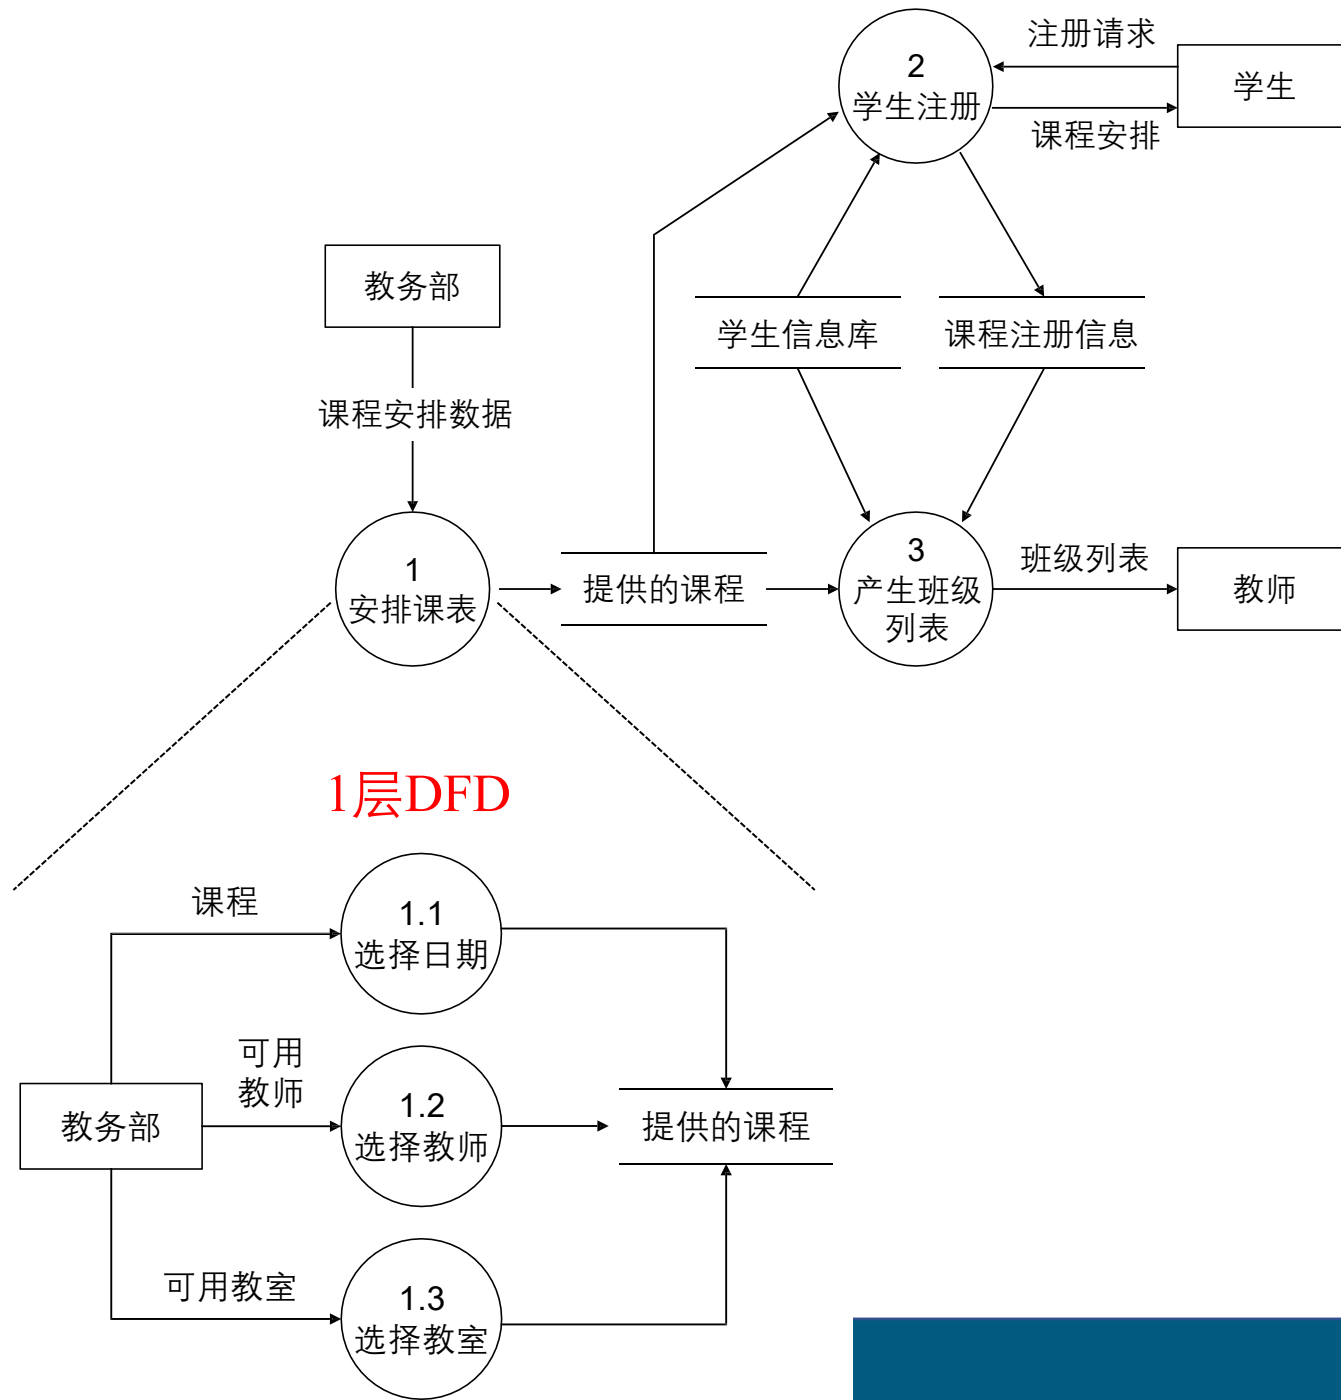 注册请求
2
学生注册
学生
课程安排
教务部
学生信息库
课程注册信息
课程安排数据
1
安排课表
提供的课程
3
产生班级
列表
班级列表
教师
1层DFD
课程
1.1
选择日期
可用
教师
教务部
1.2
选择教师
提供的课程
可用教室
1.3
选择教室